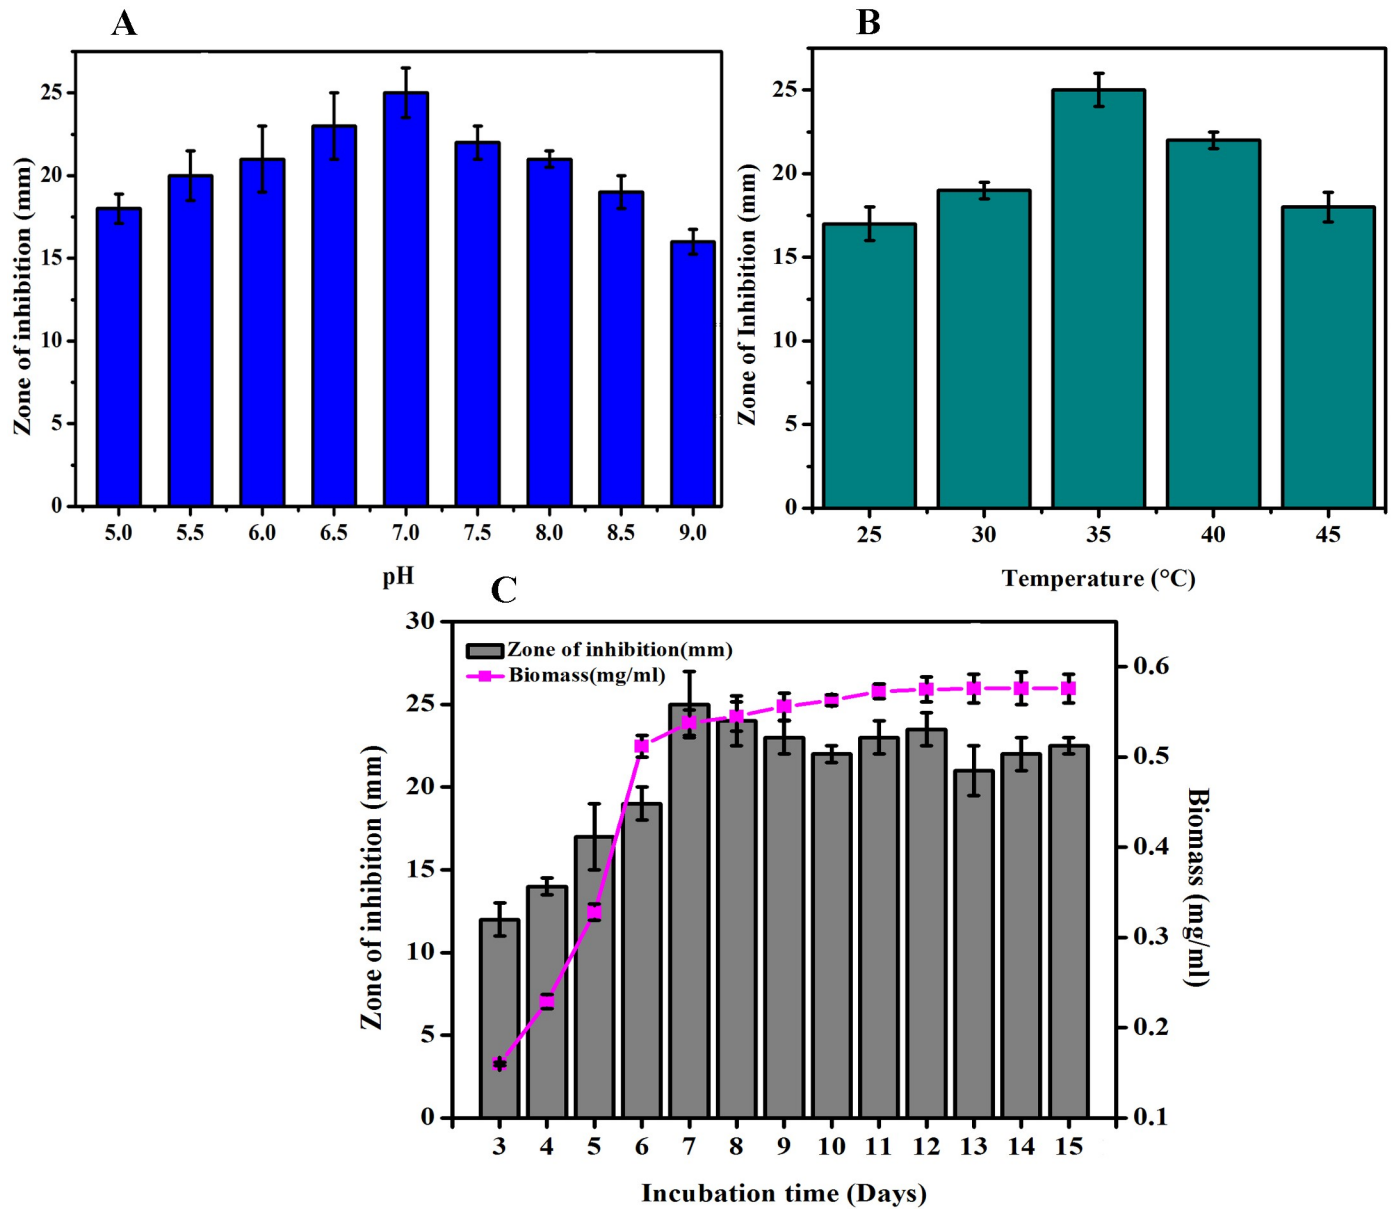 A
B
Zone of inhibition (mm)
25
20
15
10
5
0
5.0 5.5 6.0 6.5 7.0 7.5 8.0 8.5 9.0
pH
Zone of Inhibition (mm)
25
20
15
10
5
0
25 30 35 40 45
Temperature (°C)
C
Zone of inhibition(mm)
Biomass(mg/ml)
Zone of inhibition (mm)
30
25
20
15
10
5
0
0.6
0.5
0.4
0.3
0.2
0.1
Biomass (mg/ml)
3 4 5 6 7 8 9 10 11 12 13 14 15
Incubation time (Days)